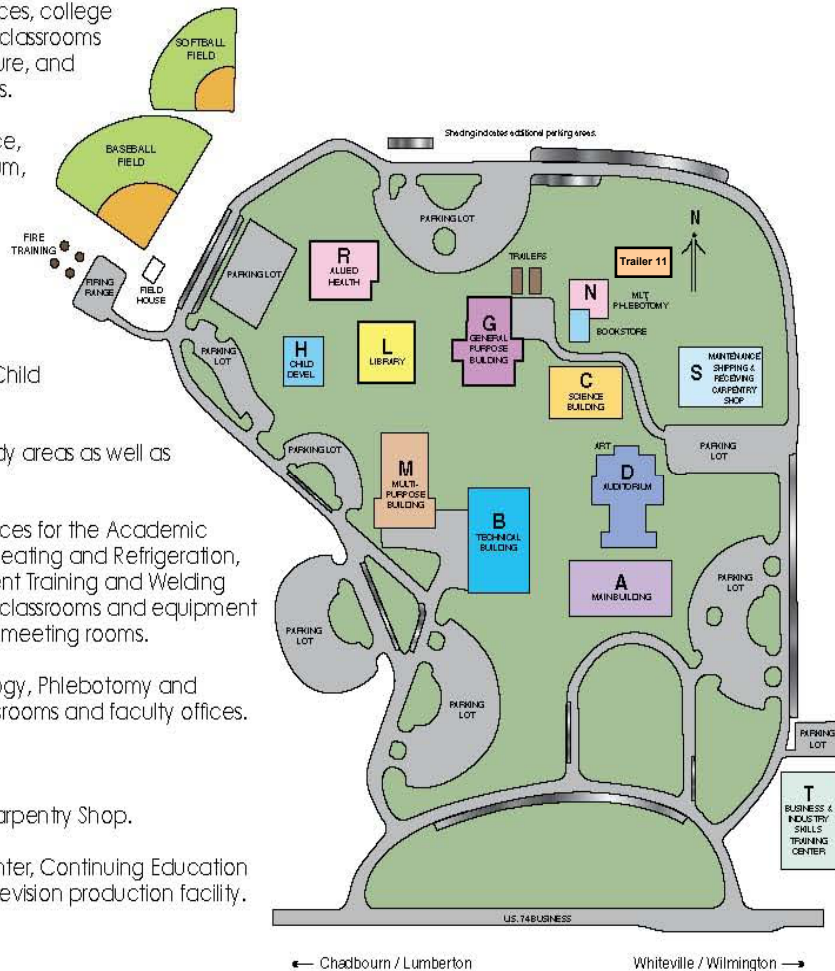 ces, college
classrooms
ure, and
s.
ce,
um,
Child
dy areas as well as
ces for the Academic
eating and Refrigeration,
ent Training and Welding
classrooms and equipment
meeting rooms.
ogy, Phlebotomy and
srooms and faculty offices.
arpentry Shop.
nter, Continuing Education
evision production facility.
SOFTBALL
FIELD
BASEBALL
FIELD
FIRE
TRAINING
FIRING
RANGE
FIELD
HOUSE
Shading indicates additional parking areas.
PARKING LOT
N
PARKING LOT
R
ALLIED
HEALTH
TRAILERS
Trailer 11
N
MLT,
PHLEBOTOMY
BOOKSTORE
G
GENERAL
PURPOSE
BUILDING
PARKING
LOT
H
CHILD
DEVEL
L
LIBRARY
C
SCIENCE
BUILDING
S
MAINTENANCE
SHIPPING &
RECEIVING
CARPENTRY
SHOP
PARKING LOT
M
MULTI-
PURPOSE
BUILDING
ART
D
AUDITORIUM
PARKING
LOT
B
TECHNICAL
BUILDING
A
MAIN BUILDING
PARKING
LOT
PARKING
LOT
PARKING
LOT
PARKING
LOT
T
BUSINESS &
INDUSTRY
SKILLS
TRAINING
CENTER
U.S. 74 BUSINESS
← Chadbourn / Lumberton
Whiteville / Wilmington →